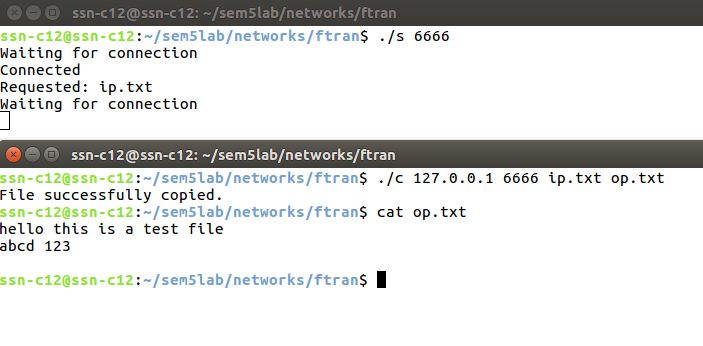 ssn-c12@ssn-c12: ~/sem5lab/networks/ftran
ssn-c12@ssn-c12:~/sem5lab/networks/ftran$ ./s 6666
Waiting for connection
Connected
Requested: ip.txt
Waiting for connection
ssn-c12@ssn-c12: ~/sem5lab/networks/ftran
ssn-c12@ssn-c12:~/sem5lab/networks/ftran$ ./c 127.0.0.1 6666 ip.txt op.txt
File successfully copied.
ssn-c12@ssn-c12:~/sem5lab/networks/ftran$ cat op.txt
hello this is a test file
abcd 123
ssn-c12@ssn-c12:~/sem5lab/networks/ftran$